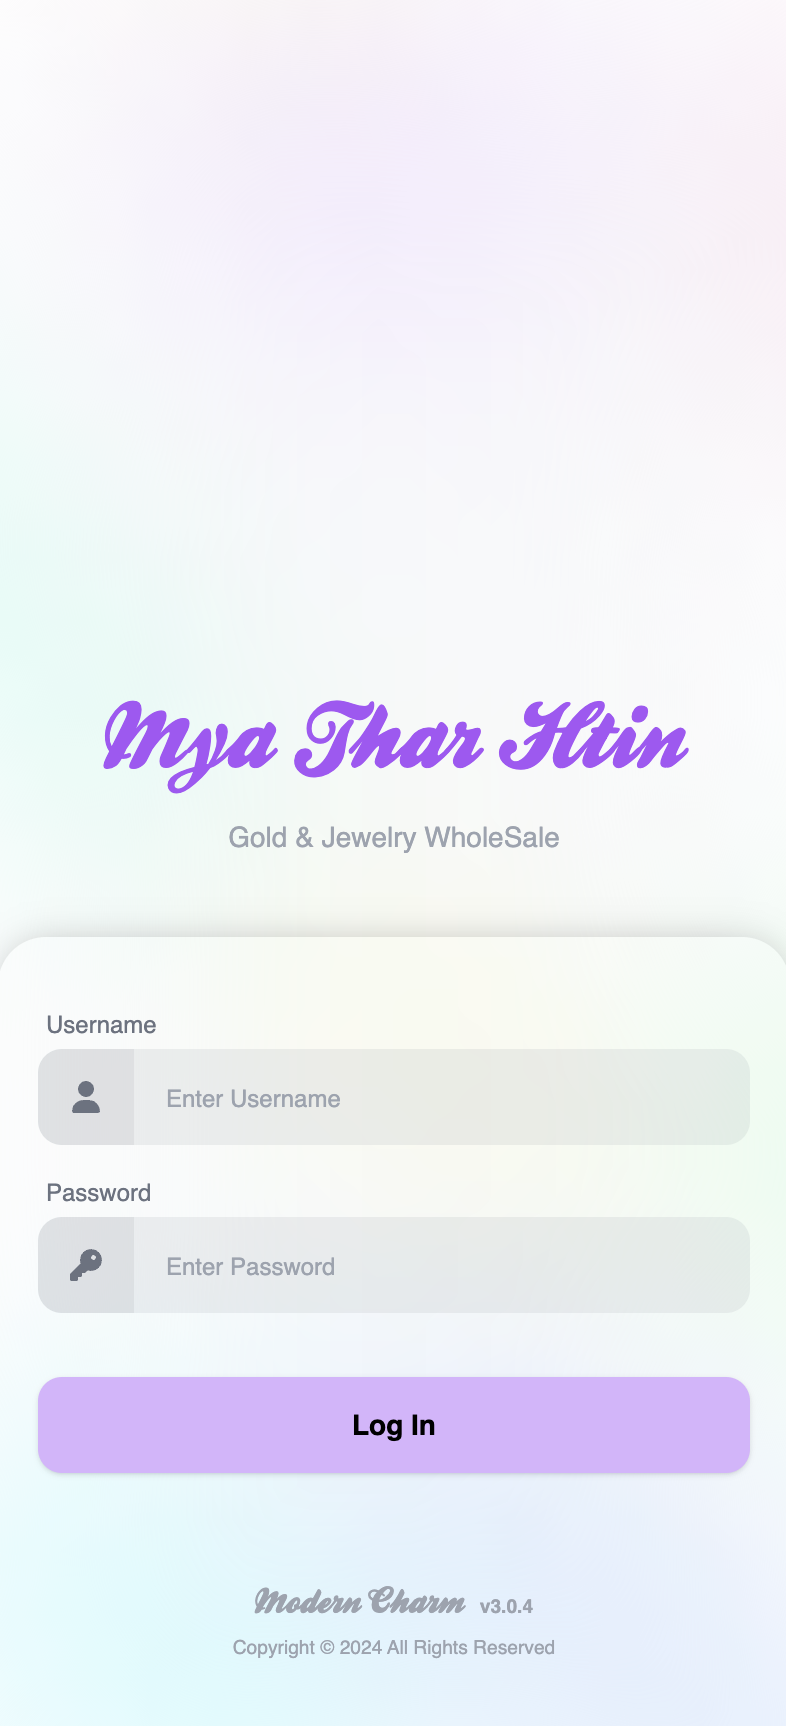 Mya Thar Htin
Gold & Jewelry WholeSale
Username
Enter Username
Password
Enter Password
Log In
Modern Charm v3.0.4
Copyright © 2024 All Rights Reserved